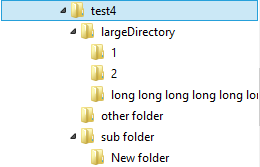 test4
largeDirectory
1
2
long long long long long lon
other folder
sub folder
New folder